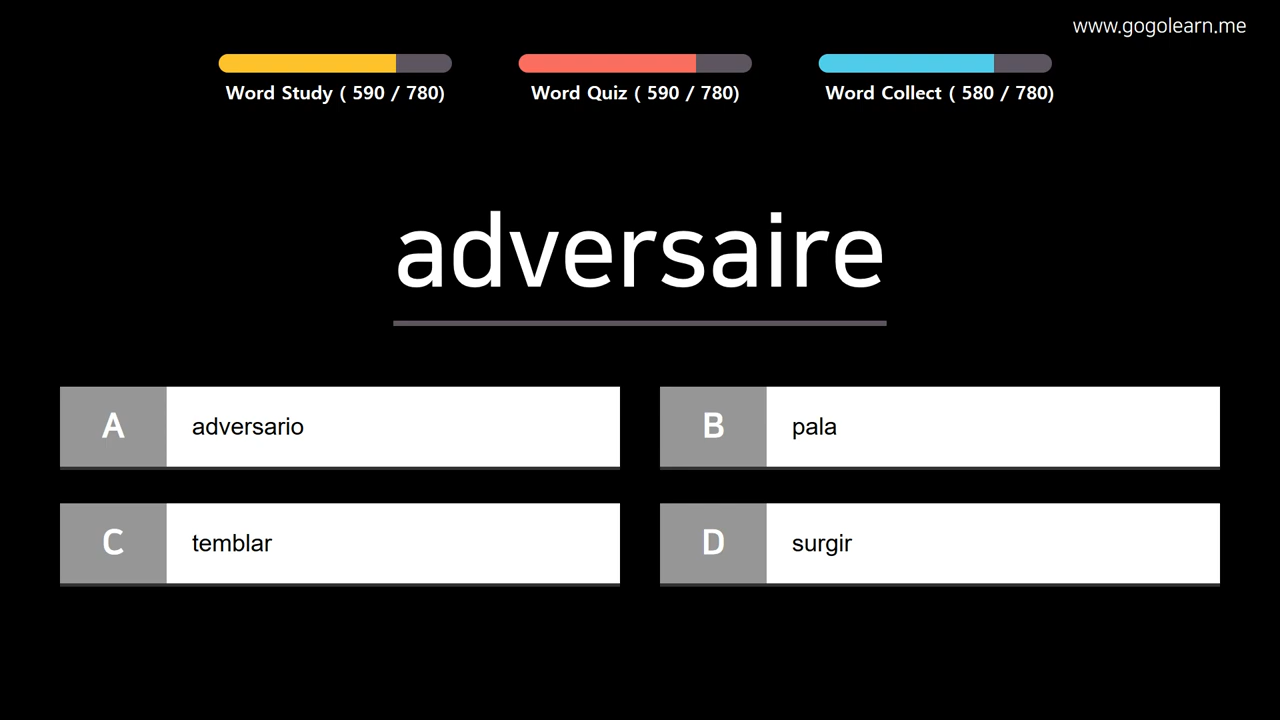 www.gogolearn.me
Word Study ( 590 / 780)
Word Quiz ( 590 / 780)
Word Collect ( 580 / 780)
adversaire
A
adversario
B
pala
C
temblar
D
surgir